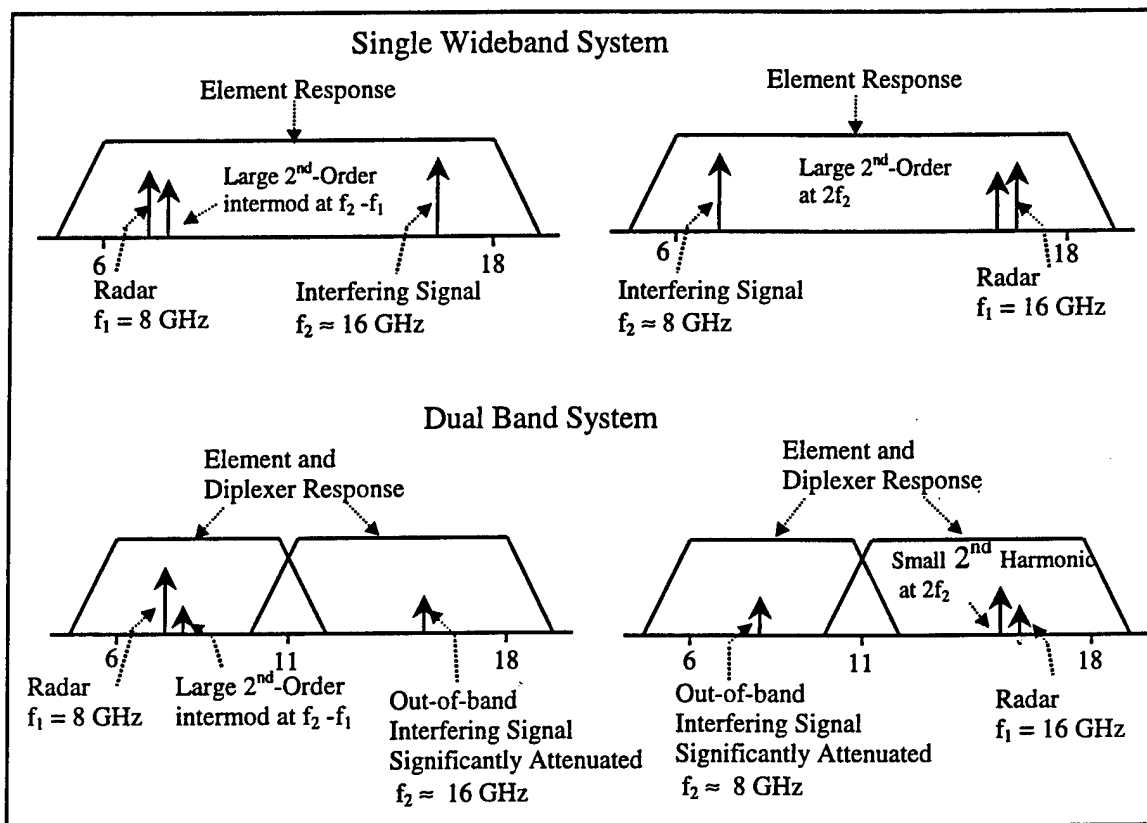 Single Wideband System
Element Response
Large 2nd-Order
intermod at f2 -f1
6
18
Radar
f1 = 8 GHz
Interfering Signal
f2 ≈ 16 GHz
Element Response
Large 2nd-Order
at 2f2
6
18
Interfering Signal
f2 ≈ 8 GHz
Radar
f1 = 16 GHz
Dual Band System
Element and
Diplexer Response
6
11
18
Radar
f1 = 8 GHz
Large 2nd-Order
intermod at f2 -f1
Out-of-band
Interfering Signal
Significantly Attenuated
f2 ≈ 16 GHz
Element and
Diplexer Response
Small 2nd Harmonic
at 2f2
6
11
18
Out-of-band
Interfering Signal
Significantly Attenuated
f2 ≈ 8 GHz
Radar
f1 = 16 GHz